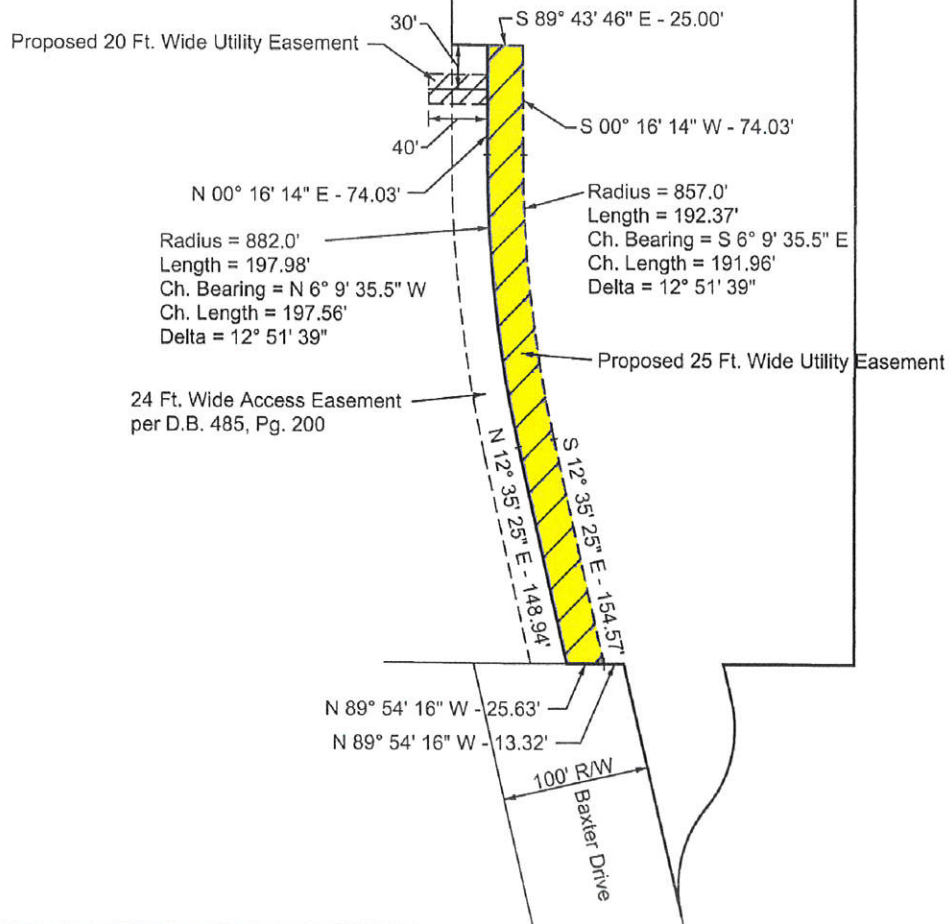 30'
S 89° 43' 46" E - 25.00'
Proposed 20 Ft. Wide Utility Easement
S 00° 16' 14" W - 74.03'
40'
N 00° 16' 14" E - 74.03'
Radius = 857.0'
Length = 192.37'
Ch. Bearing = S 6° 9' 35.5" E
Ch. Length = 191.96'
Delta = 12° 51' 39"
Radius = 882.0'
Length = 197.98'
Ch. Bearing = N 6° 9' 35.5" W
Ch. Length = 197.56'
Delta = 12° 51' 39"
Proposed 25 Ft. Wide Utility Easement
24 Ft. Wide Access Easement
per D.B. 485, Pg. 200
N 12° 35' 25" E - 148.94'
S 12° 35' 25" E - 154.57'
N 89° 54' 16" W - 25.63'
N 89° 54' 16" W - 13.32'
100' R/W
Baxter Drive